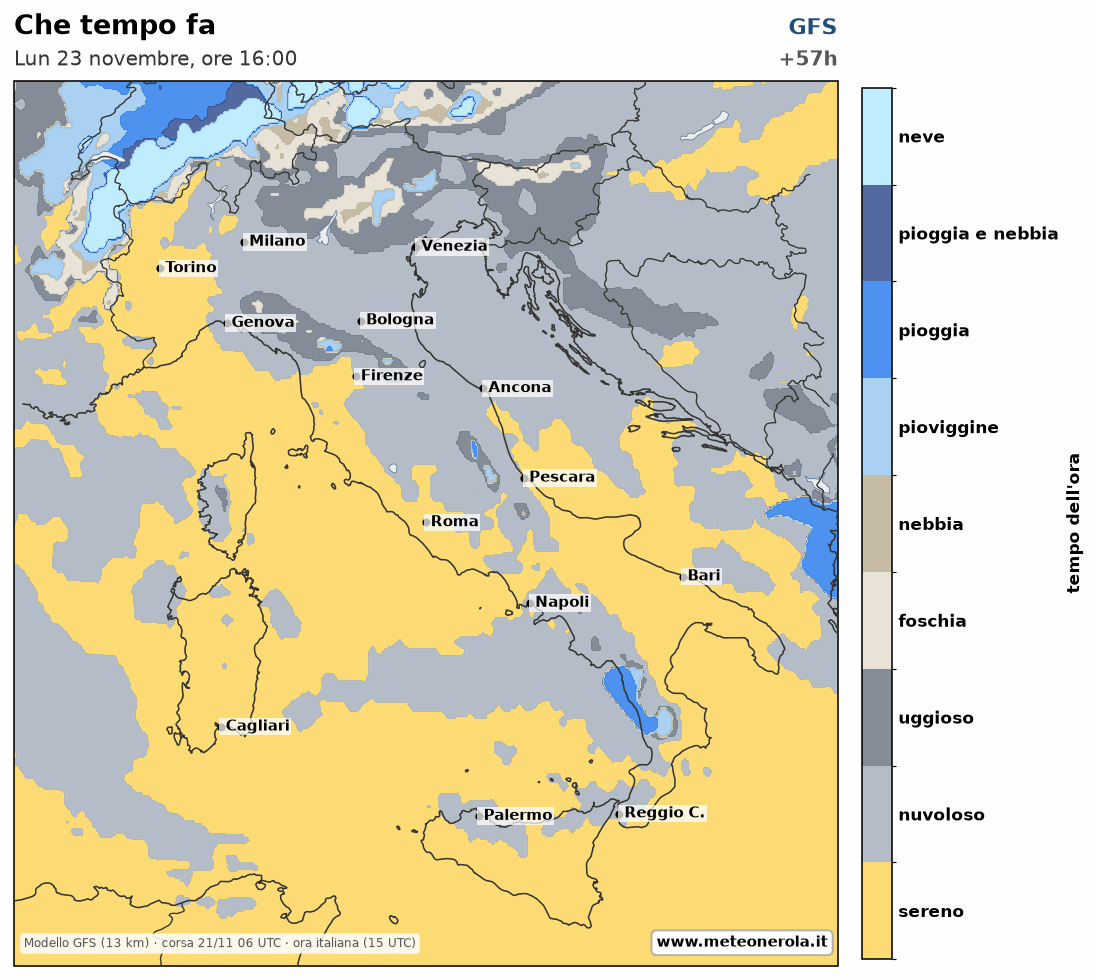 Che tempo fa
GFS
Lun 23 novembre, ore 16:00
+57h
neve
pioggia e nebbia
pioggia
pioviggine
nebbia
foschia
uggioso
nuvoloso
sereno
tempo dell'ora
Milano
Venezia
Torino
Genova
Bologna
Firenze
Ancona
Pescara
Roma
Bari
Napoli
Cagliari
Palermo
Reggio C.
Modello GFS (13 km) · corsa 21/11 06 UTC · ora italiana (15 UTC)
www.meteonerola.it